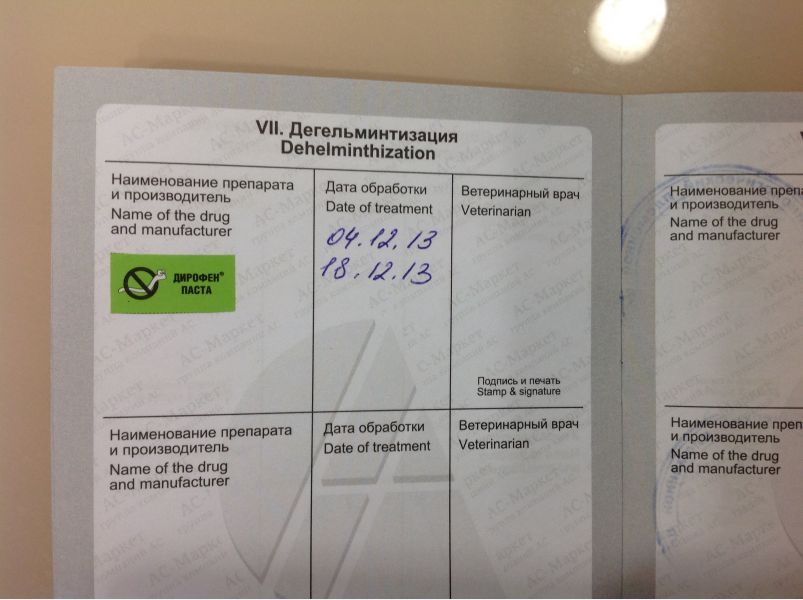 VII. Дегельминтизация
Dehelminthization
Наименование препарата
и производитель
Name of the drug
and manufacturer
ДИРОФЕН®
ПАСТА
Дата обработки
Date of treatment
04.12.13
18.12.13
Ветеринарный врач
Veterinarian
Подпись и печать
Stamp & signature
Наименование препарата
и производитель
Name of the drug
and manufacturer
Дата обработки
Date of treatment
Ветеринарный врач
Veterinarian
Наименование препа
и производитель
Name of the drug
and manufacturer
Наименование преп
и производитель
Name of the drug
and manufacturer